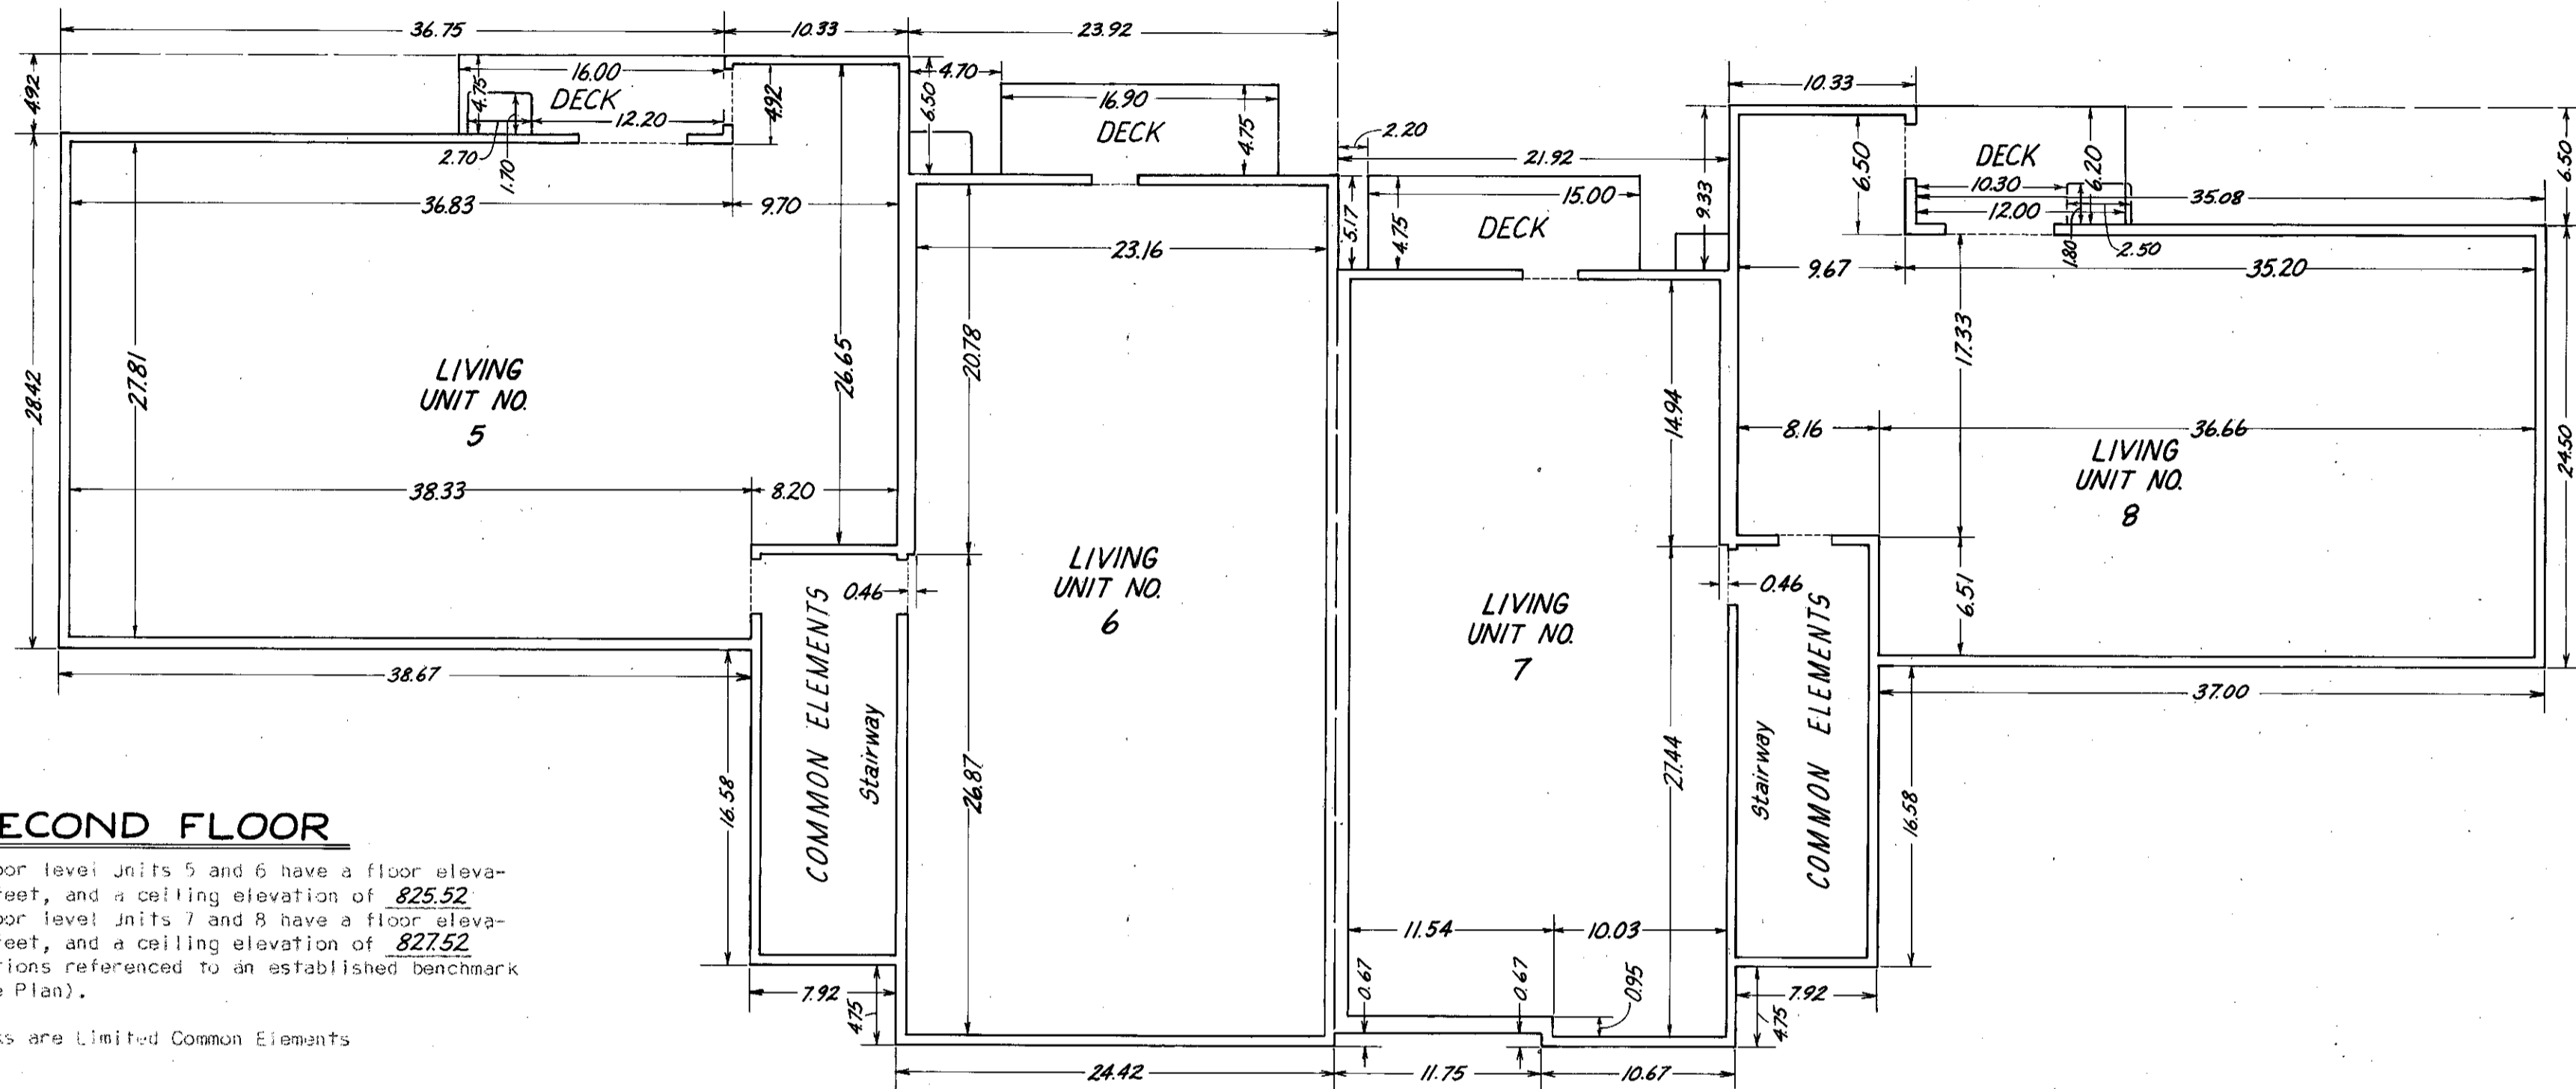 36.75
10.33
23.92
4.92
16.00
4.75
DECK
12.20
2.70
1.70
4.92
6.50
4.70
16.90
DECK
4.75
2.20
21.92
10.33
9.33
6.50
DECK
10.30
6.20
12.00
35.08
1.80
2.50
6.50
5.17
4.75
15.00
DECK
36.83
9.70
23.16
9.67
35.20
28.42
27.81
26.65
20.78
14.94
17.33
24.50
LIVING
UNIT NO.
5
38.33
8.20
8.16
36.66
LIVING
UNIT NO.
8
LIVING
UNIT NO.
6
LIVING
UNIT NO.
7
0.46
0.46
6.51
38.67
37.00
COMMON ELEMENTS
Stairway
Stairway
COMMON ELEMENTS
16.58
26.87
27.44
16.58
ECOND FLOOR
oor level Units 5 and 6 have a floor eleva-
eet, and a ceiling elevation of 825.52
oor level Units 7 and 8 have a floor eleva-
eet, and a ceiling elevation of 827.52
tions referenced to an established benchmark
e Plan).
ks are Limited Common Elements
11.54
10.03
0.67
0.67
0.95
7.92
4.75
7.92
4.75
24.42
11.75
10.67